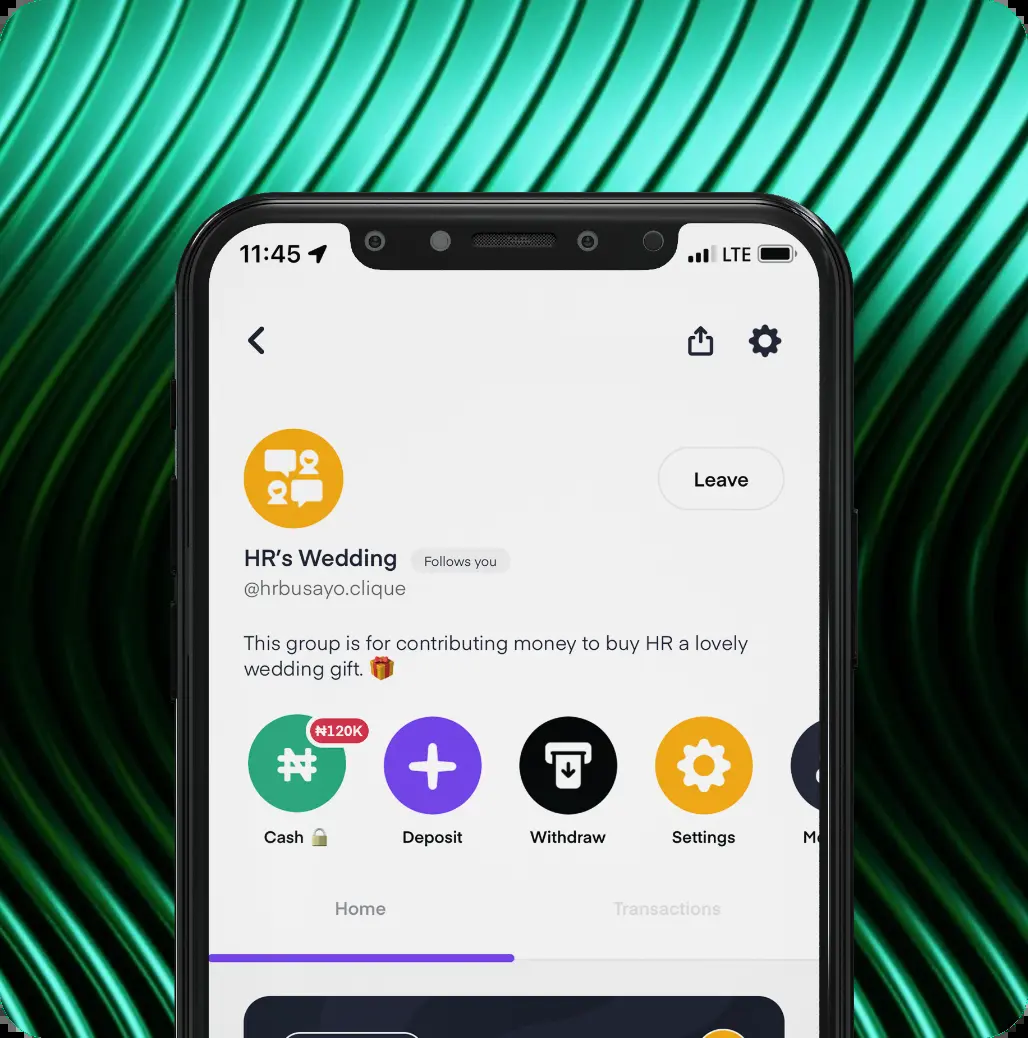 11:45 LTE
Leave
HR’s Wedding Follows you
@hrbusayo.clique
This group is for contributing money to buy HR a lovely
wedding gift. 🎁
₦120K
Cash 🔒 Deposit Withdraw Settings
Home Transactions